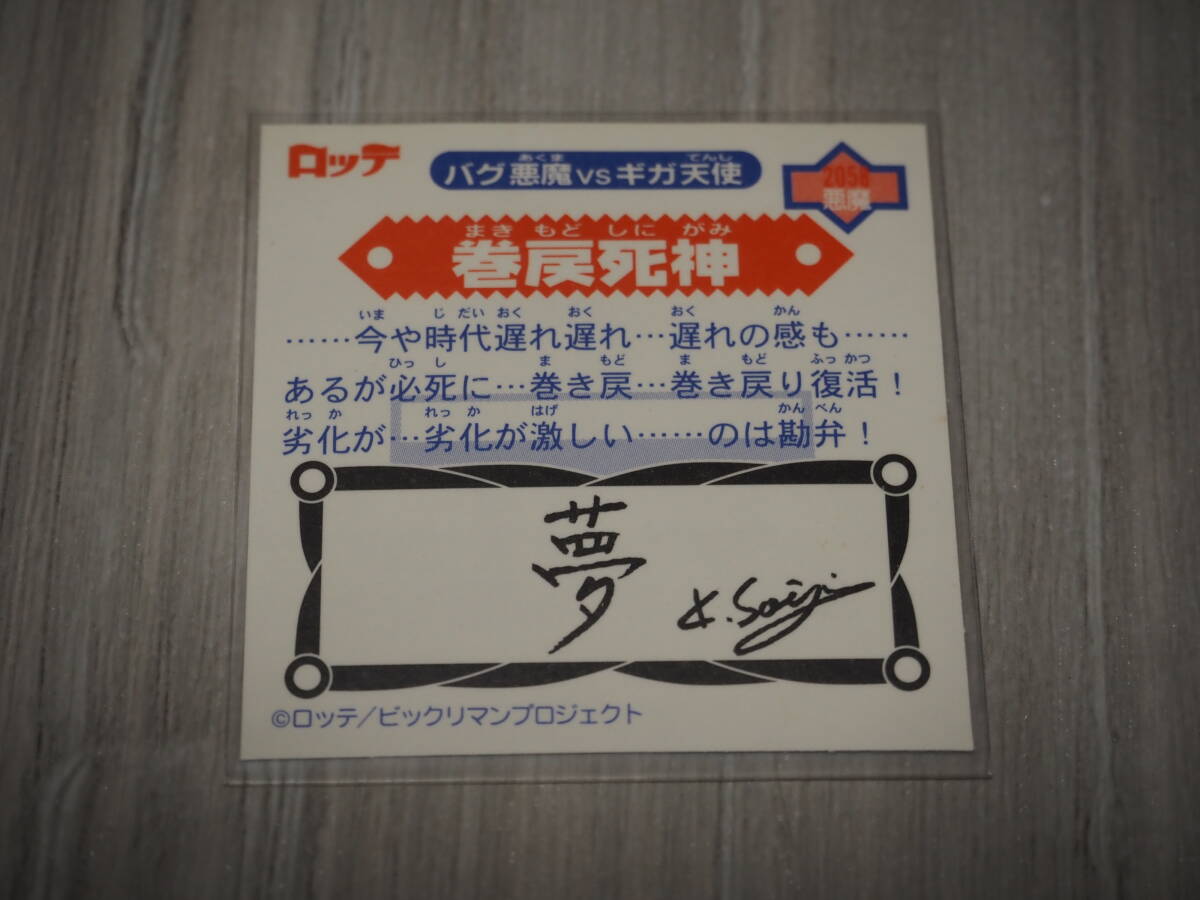 ロッテ
バグ悪魔vsギガ天使
あくま てんし
2058
悪魔
まき もど しに がみ
巻戻死神
いま じ だい おく おく おく かん
……今や時代遅れ遅れ…遅れの感も……
ひっ し ま もど ま もど ふっ かつ
あるが必死に…巻き戻…巻き戻り復活!
れっ か れっ か はげ かん べん
劣化が…劣化が激しい……のは勘弁!
夢
K.Saiji
©ロッテ/ビックリマンプロジェクト